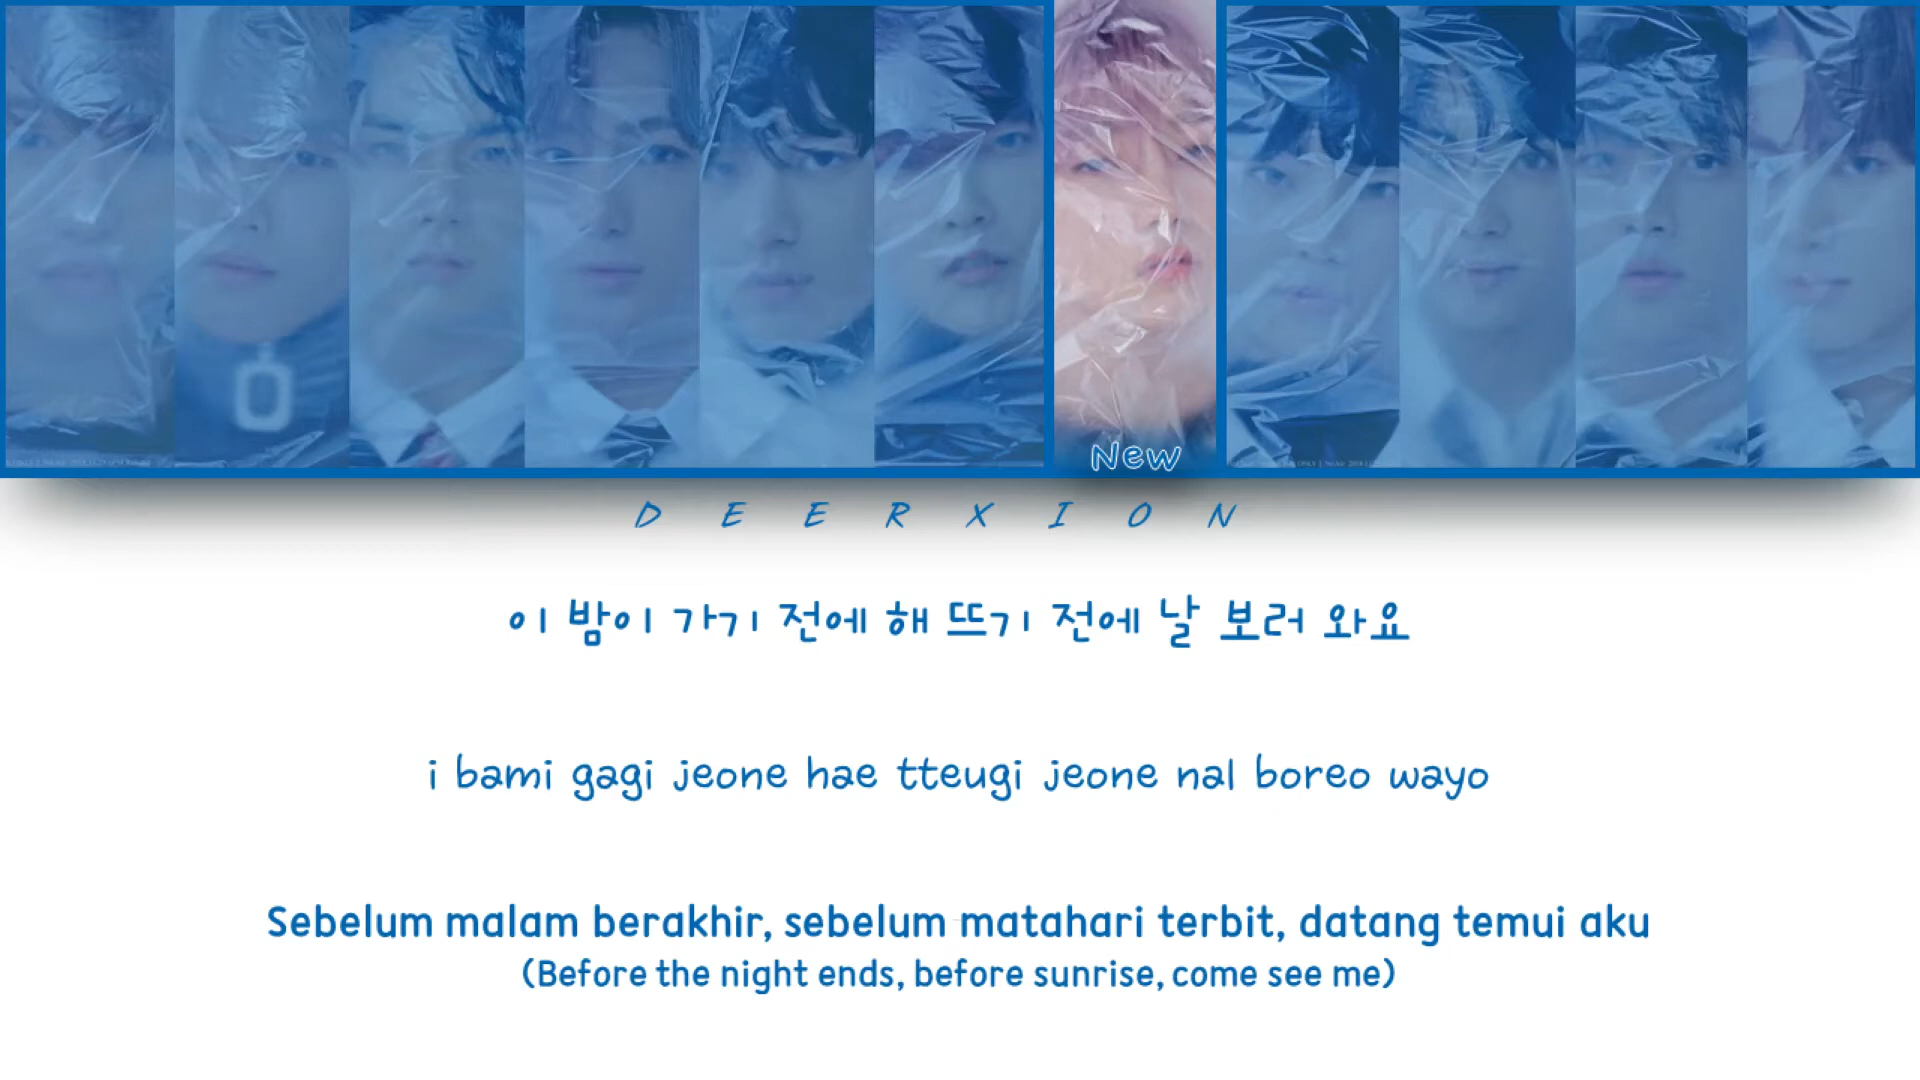 New
DEERXION
이 밤이 가기 전에 해 뜨기 전에 날 보러 와요
i bami gagi jeone hae tteugi jeone nal boreo wayo
Sebelum malam berakhir, sebelum matahari terbit, datang temui aku
(Before the night ends, before sunrise, come see me)